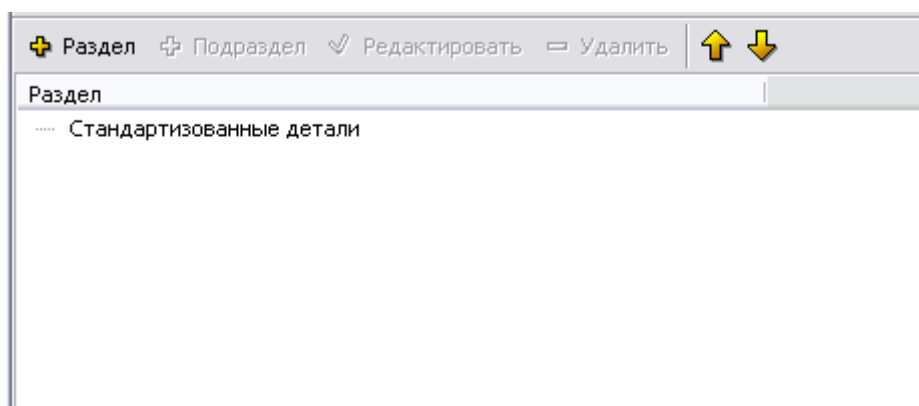 Раздел Подраздел Редактировать Удалить
Раздел
Стандартизованные детали